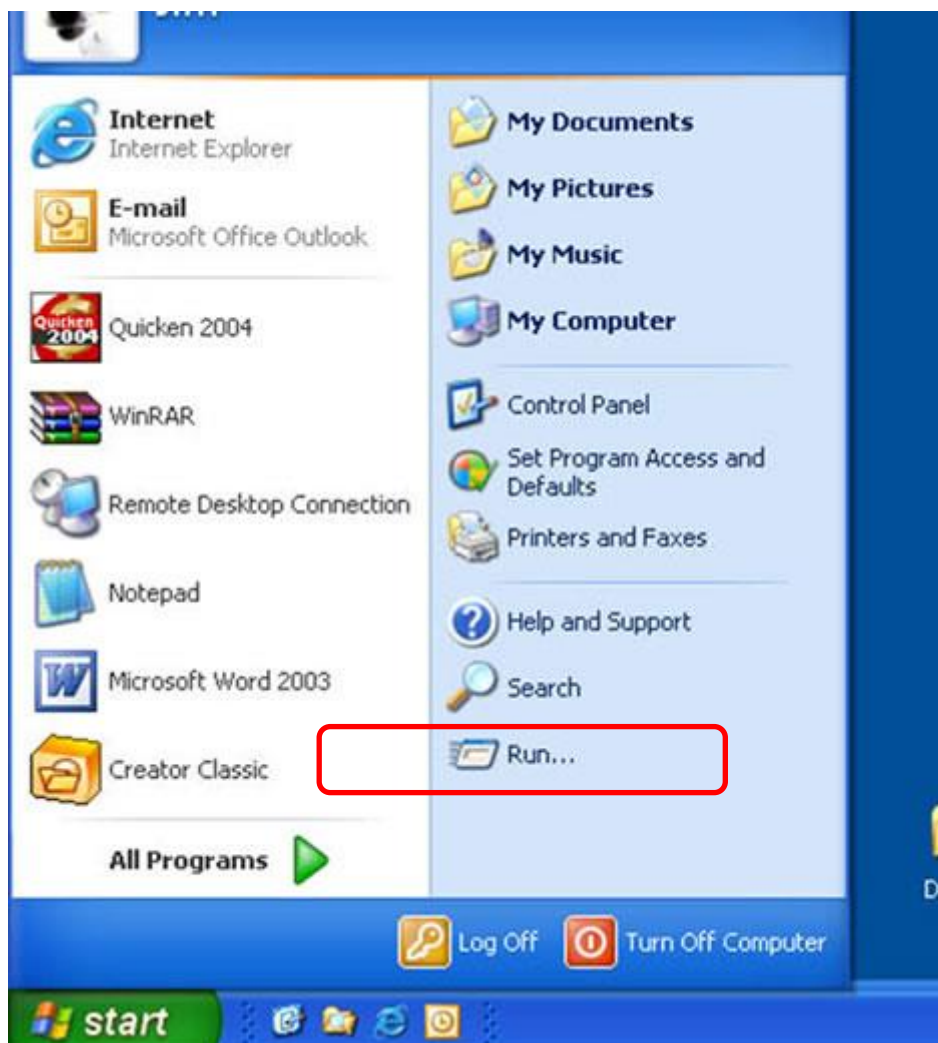 Internet
Internet Explorer
E-mail
Microsoft Office Outlook
Quicken
2004
Quicken 2004
WinRAR
Remote Desktop Connection
Notepad
W
Microsoft Word 2003
Creator Classic
All Programs
My Documents
My Pictures
My Music
My Computer
Control Panel
Set Program Access and
Defaults
Printers and Faxes
Help and Support
Search
Run...
D
Log Off
Turn Off Computer
start